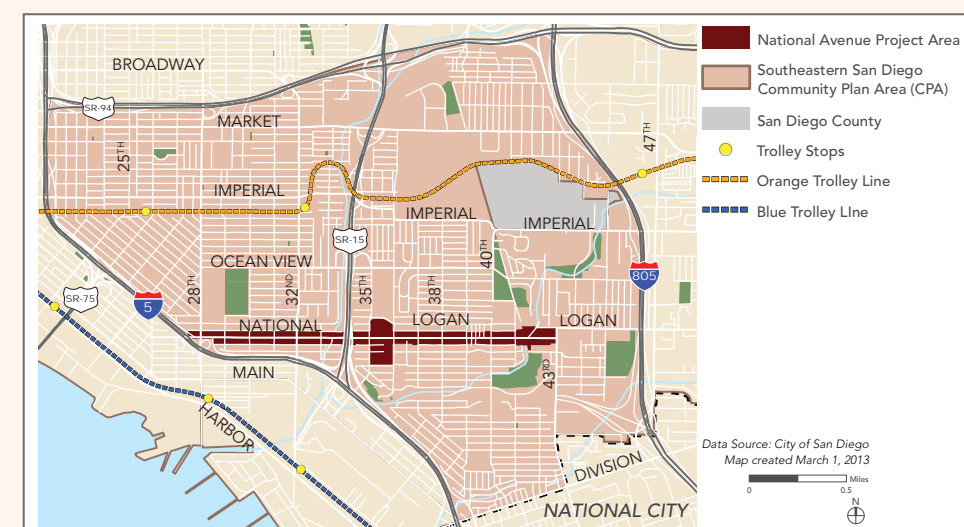 BROADWAY
SR-94
MARKET
25TH
47TH
IMPERIAL
IMPERIAL
IMPERIAL
SR-15
40TH
OCEAN VIEW
28TH
32ND
35TH
38TH
805
SR-75
5
NATIONAL
LOGAN
LOGAN
MAIN
43RD
HARBOR
DIVISION
NATIONAL CITY
National Avenue Project Area
Southeastern San Diego
Community Plan Area (CPA)
San Diego County
Trolley Stops
Orange Trolley Line
Blue Trolley LIne
Data Source: City of San Diego
Map created March 1, 2013
Miles
0 0.5
N